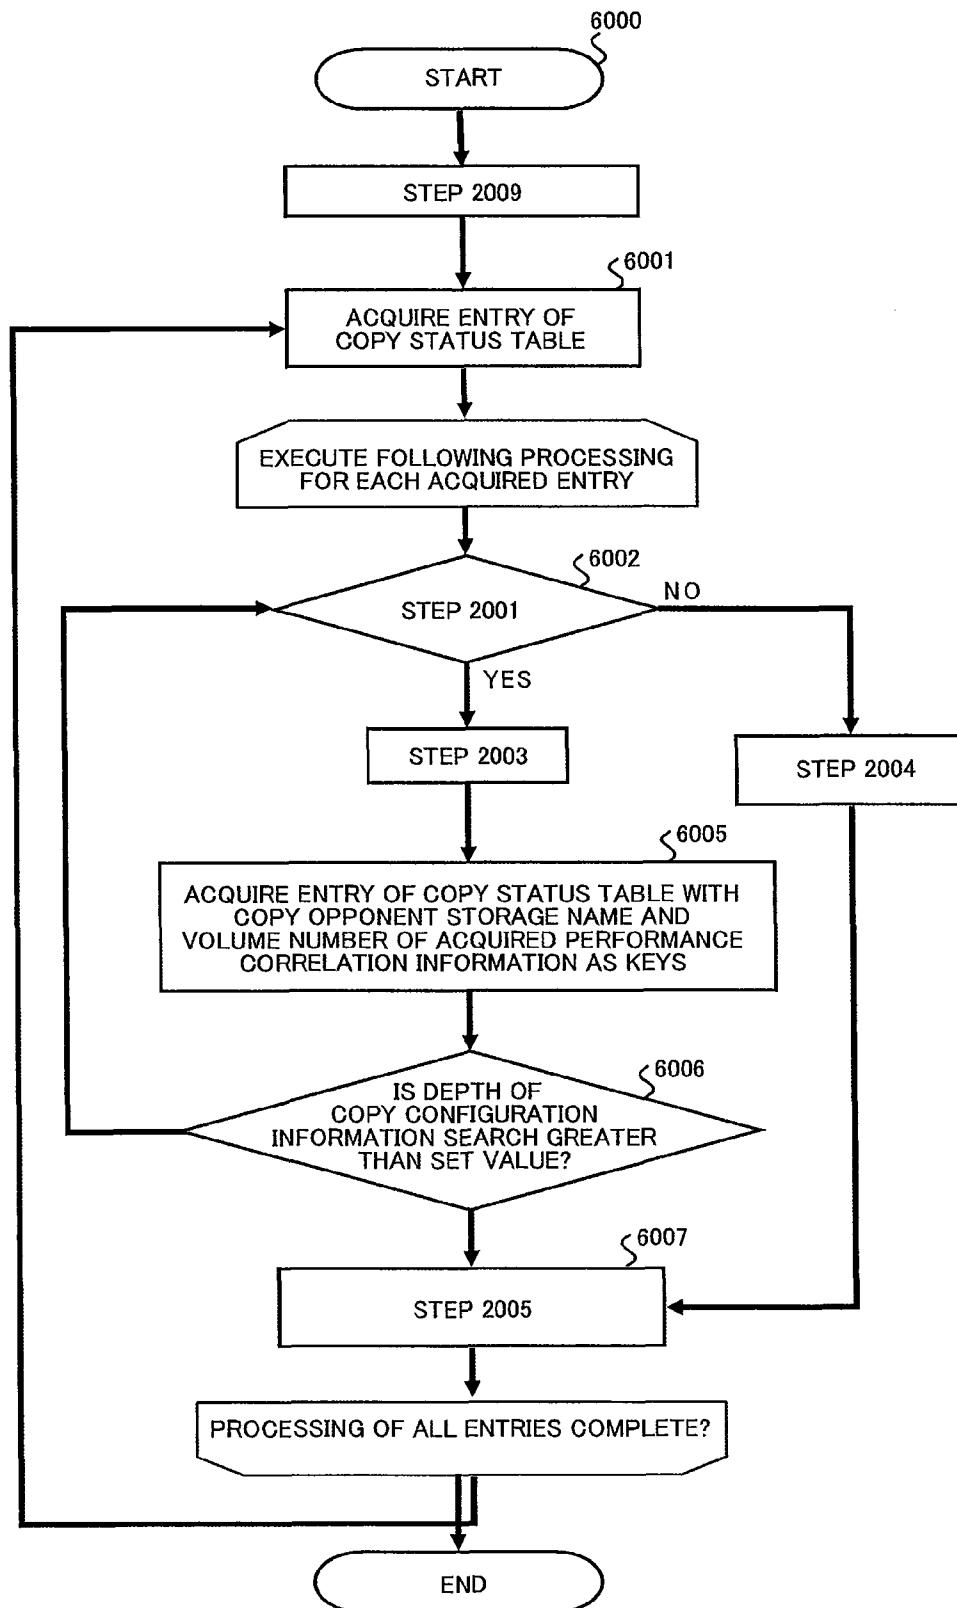 6000
START
STEP 2009
6001
ACQUIRE ENTRY OF
COPY STATUS TABLE
EXECUTE FOLLOWING PROCESSING
FOR EACH ACQUIRED ENTRY
6002
STEP 2001
NO
YES
STEP 2003
STEP 2004
6005
ACQUIRE ENTRY OF COPY STATUS TABLE WITH
COPY OPPONENT STORAGE NAME AND
VOLUME NUMBER OF ACQUIRED PERFORMANCE
CORRELATION INFORMATION AS KEYS
6006
IS DEPTH OF
COPY CONFIGURATION
INFORMATION SEARCH GREATER
THAN SET VALUE?
6007
STEP 2005
PROCESSING OF ALL ENTRIES COMPLETE?
END